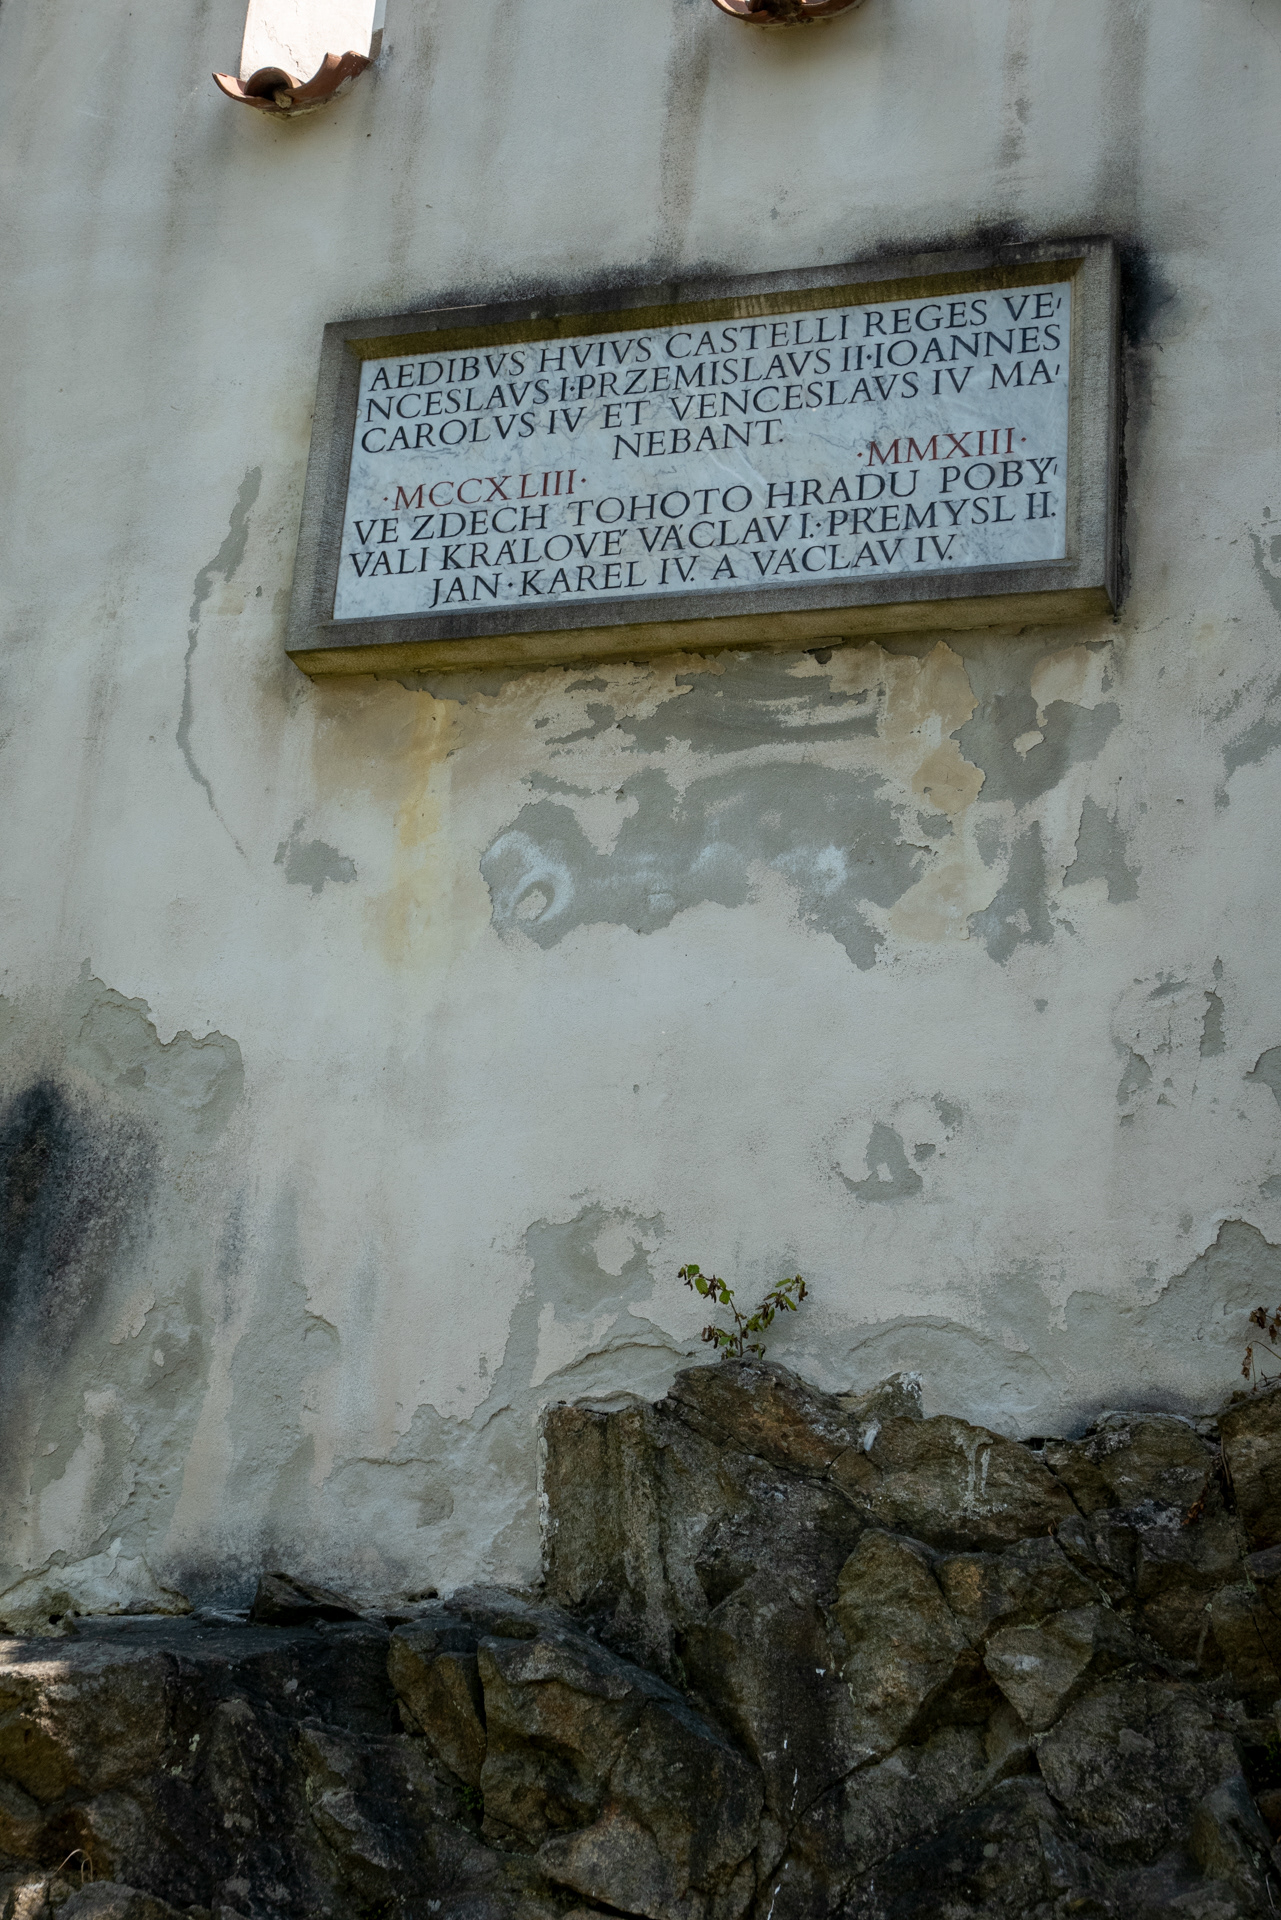 AEDIBVS HVIVS CASTELLI REGES VE-
NCESLAVS I·PRZEMISLAVS II·IOANNES
CAROLVS IV ET VENCESLAVS IV MA-
NEBANT.
·MCCXLIII· ·MMXIII·
VE ZDECH TOHOTO HRADU POBÝ-
VALI KRÁLOVÉ VÁCLAV I.·PŘEMYSL II.
JAN·KAREL IV. A VÁCLAV IV.